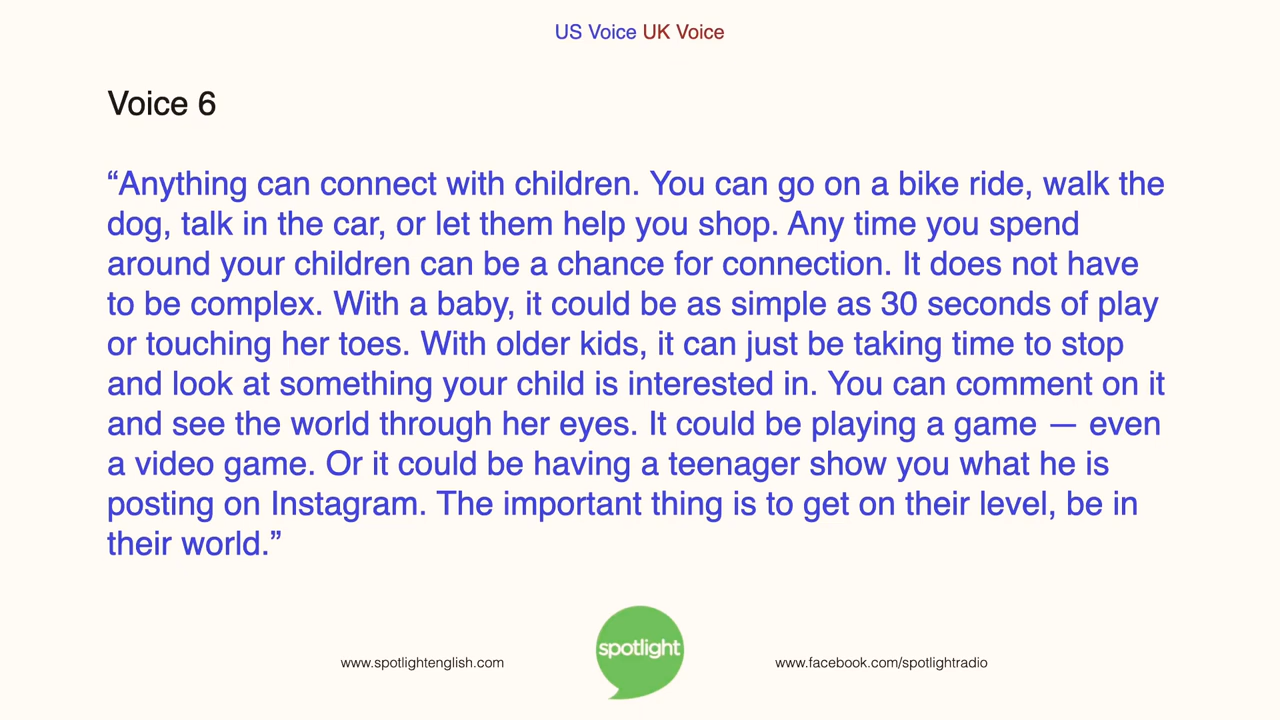 US Voice UK Voice
Voice 6
“Anything can connect with children. You can go on a bike ride, walk the
dog, talk in the car, or let them help you shop. Any time you spend
around your children can be a chance for connection. It does not have
to be complex. With a baby, it could be as simple as 30 seconds of play
or touching her toes. With older kids, it can just be taking time to stop
and look at something your child is interested in. You can comment on it
and see the world through her eyes. It could be playing a game — even
a video game. Or it could be having a teenager show you what he is
posting on Instagram. The important thing is to get on their level, be in
their world.”
spotlight
www.spotlightenglish.com
www.facebook.com/spotlightradio